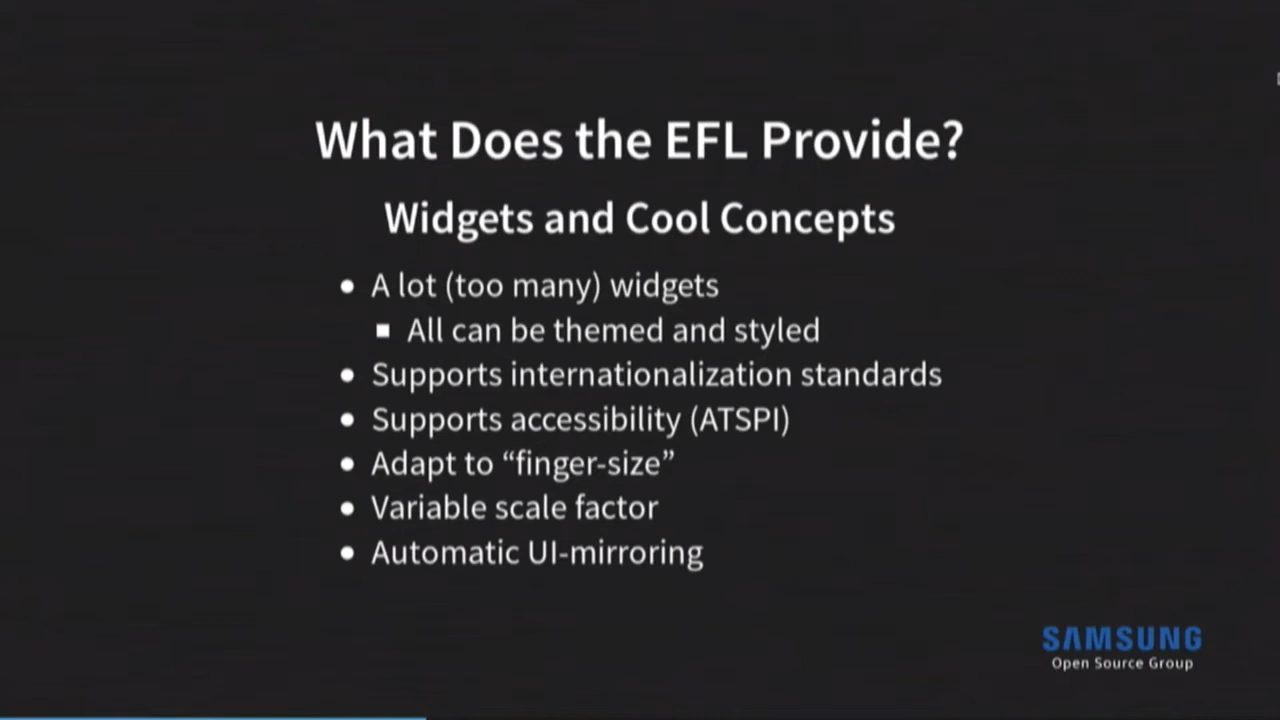 What Does the EFL Provide?
Widgets and Cool Concepts
• A lot (too many) widgets
▪ All can be themed and styled
• Supports internationalization standards
• Supports accessibility (ATSPI)
• Adapt to “finger-size”
• Variable scale factor
• Automatic UI-mirroring
SAMSUNG
Open Source Group